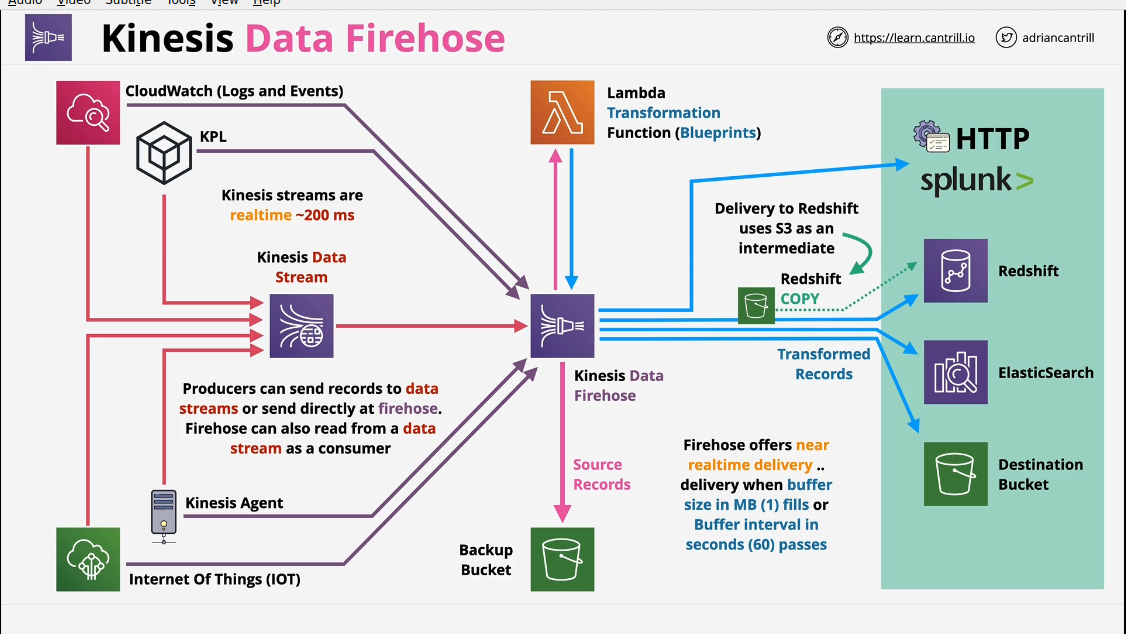 Audio Video Subtitle Tools View Help
Kinesis Data Firehose
https://learn.cantrill.io
adriancantrill
CloudWatch (Logs and Events)
KPL
Kinesis streams are
realtime ~200 ms
Kinesis Data
Stream
Producers can send records to data
streams or send directly at firehose.
Firehose can also read from a data
stream as a consumer
Kinesis Agent
Internet Of Things (IOT)
Lambda
Transformation
Function (Blueprints)
Kinesis Data
Firehose
Source
Records
Backup
Bucket
Delivery to Redshift
uses S3 as an
intermediate
Redshift
COPY
Transformed
Records
Firehose offers near
realtime delivery ..
delivery when buffer
size in MB (1) fills or
Buffer interval in
seconds (60) passes
HTTP
splunk>
Redshift
ElasticSearch
Destination
Bucket